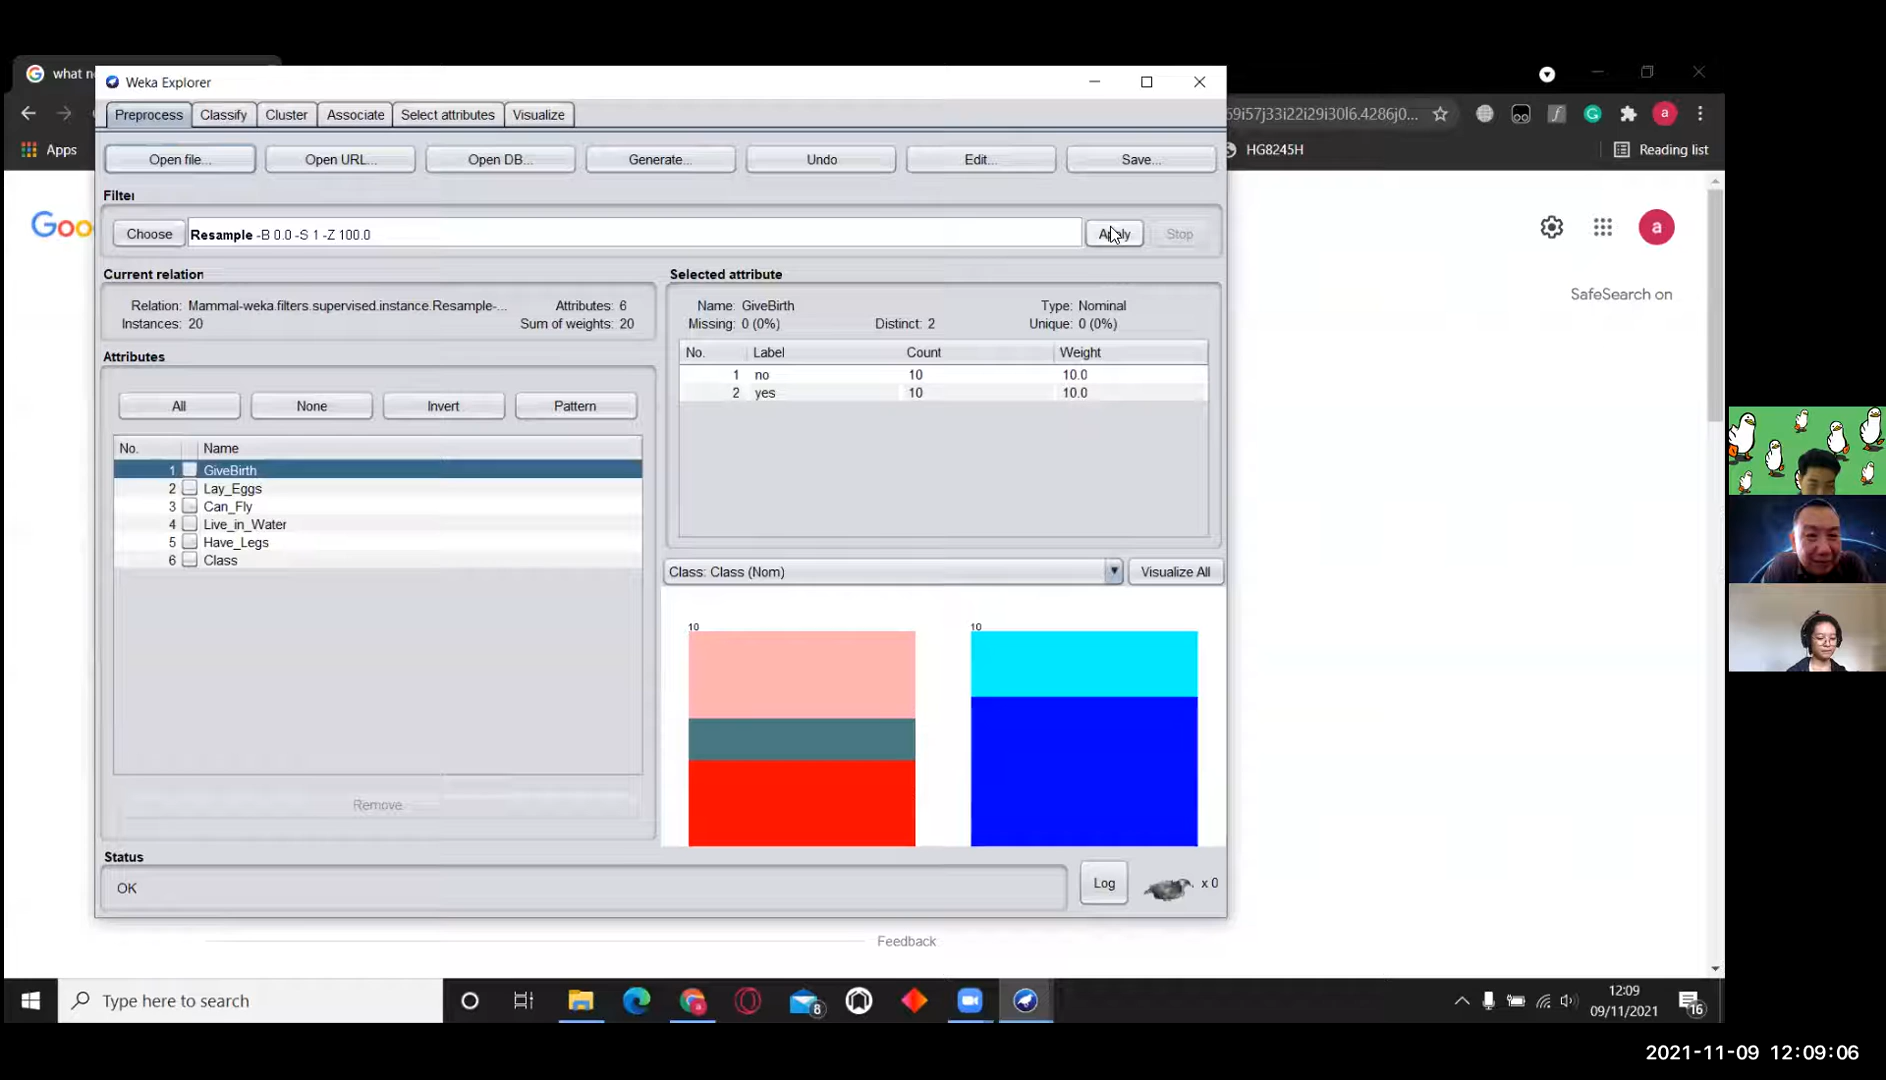 what n
Weka Explorer
Preprocess Classify Cluster Associate Select attributes Visualize
9i57j33i22i29i30l6.4286j0...
Apps
HG8245H
Reading list
Open file... Open URL... Open DB... Generate... Undo Edit... Save...
Filter
Goo
Choose Resample -B 0.0 -S 1 -Z 100.0 Apply Stop
a
Current relation
Relation: Mammal-weka.filters.supervised.instance.Resample-... Attributes: 6
Instances: 20 Sum of weights: 20
Selected attribute
Name: GiveBirth Type: Nominal
Missing: 0 (0%) Distinct: 2 Unique: 0 (0%)
SafeSearch on
No. Label Count Weight
1 no 10 10.0
2 yes 10 10.0
Attributes
All None Invert Pattern
No. Name
1 GiveBirth
2 Lay_Eggs
3 Can_Fly
4 Live_in_Water
5 Have_Legs
6 Class
Remove
Class: Class (Nom) Visualize All
10 10
Status
OK
Log x 0
Feedback
Type here to search
8
12:09
09/11/2021
16
2021-11-09 12:09:06